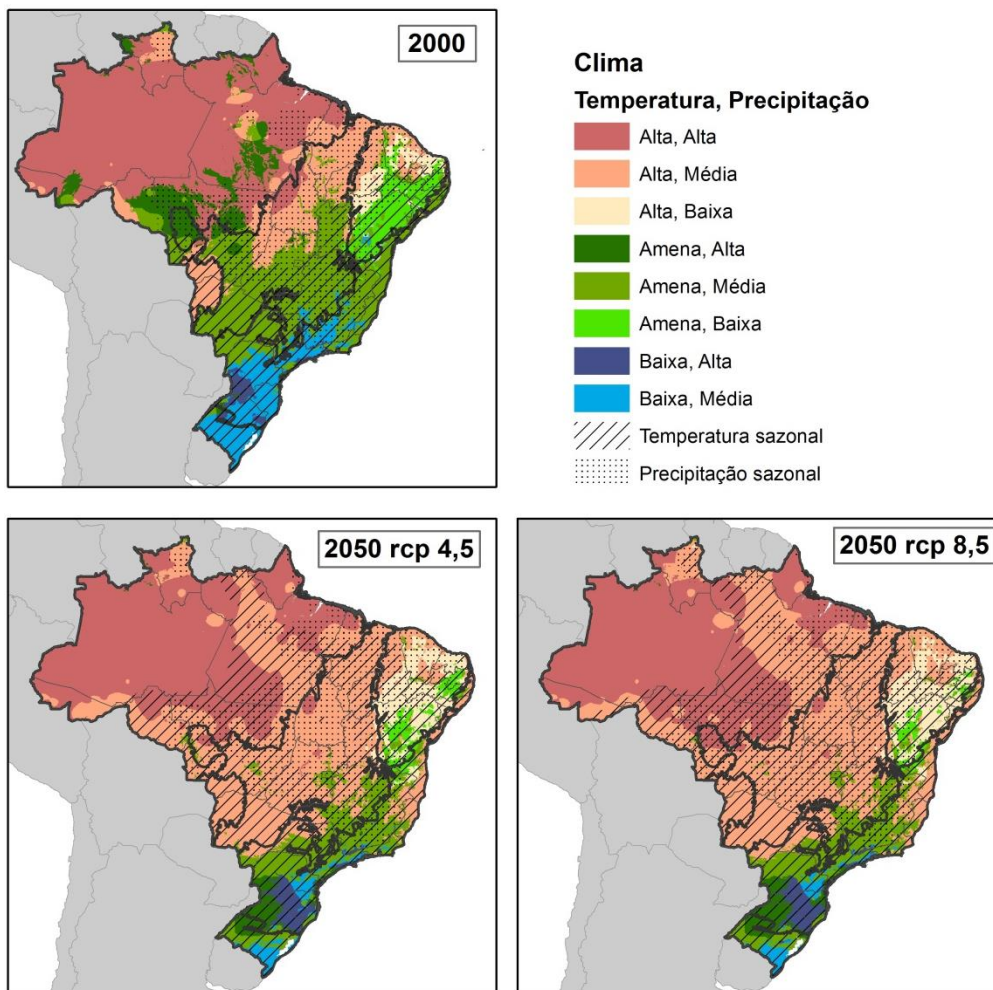 2000
Clima
Temperatura, Precipitação
Alta, Alta
Alta, Média
Alta, Baixa
Amena, Alta
Amena, Média
Amena, Baixa
Baixa, Alta
Baixa, Média
Temperatura sazonal
Precipitação sazonal
2050 rcp 4,5
2050 rcp 8,5